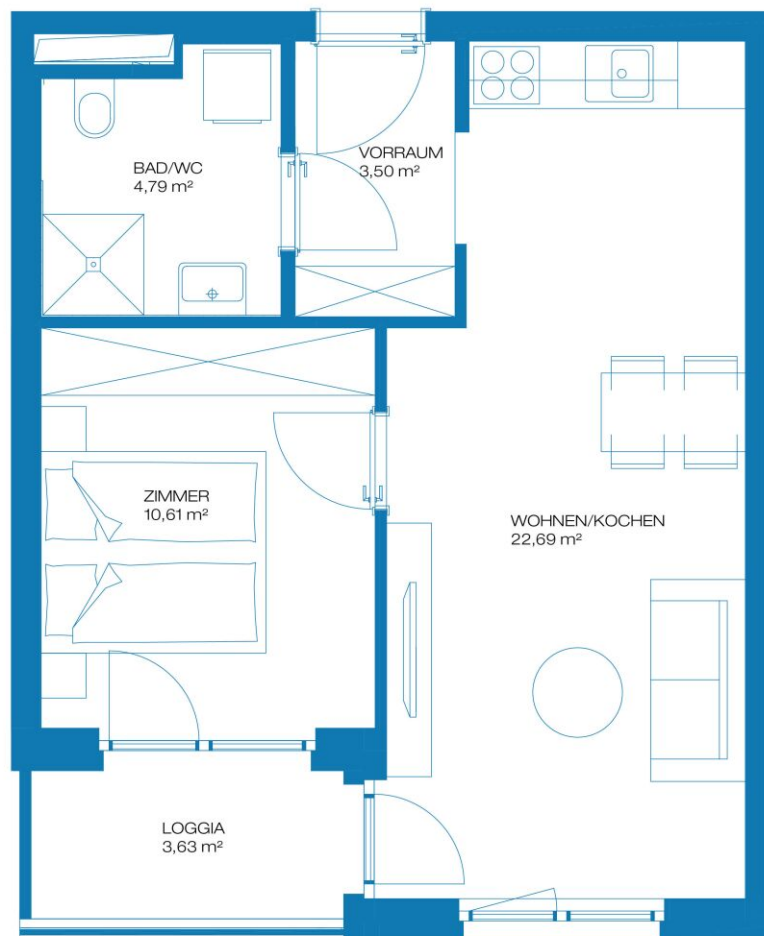 BAD/WC
4,79 m²
VORRAUM
3,50 m²
ZIMMER
10,61 m²
WOHNEN/KOCHEN
22,69 m²
LOGGIA
3,63 m²